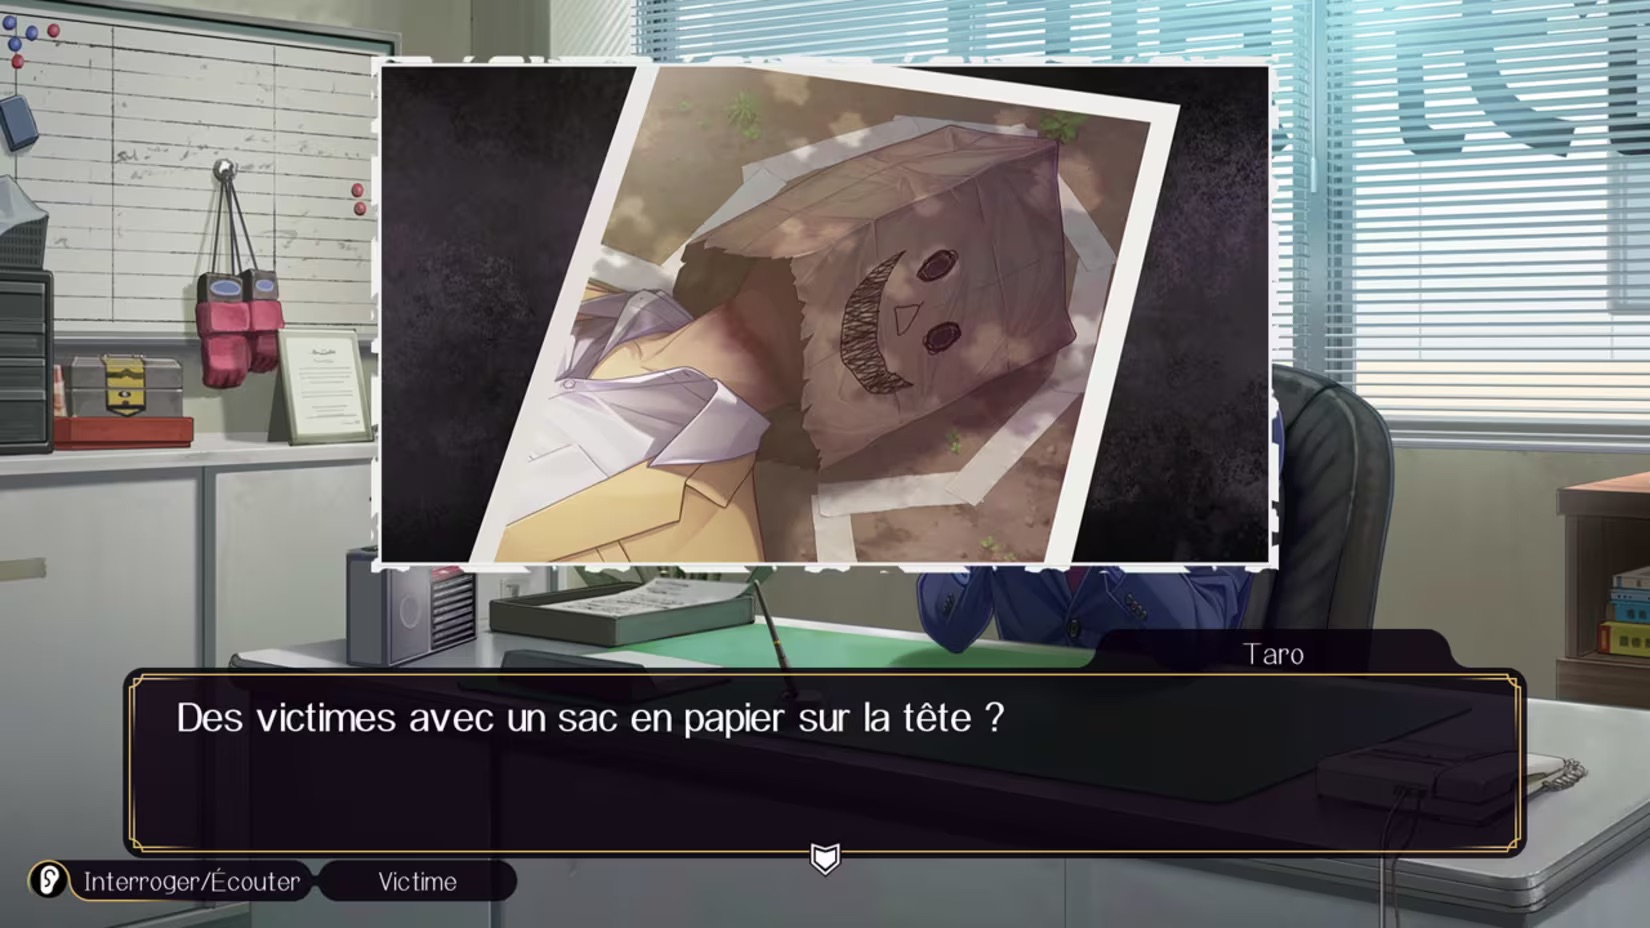 Taro
Des victimes avec un sac en papier sur la tête ?
Interroger/Écouter
Victime